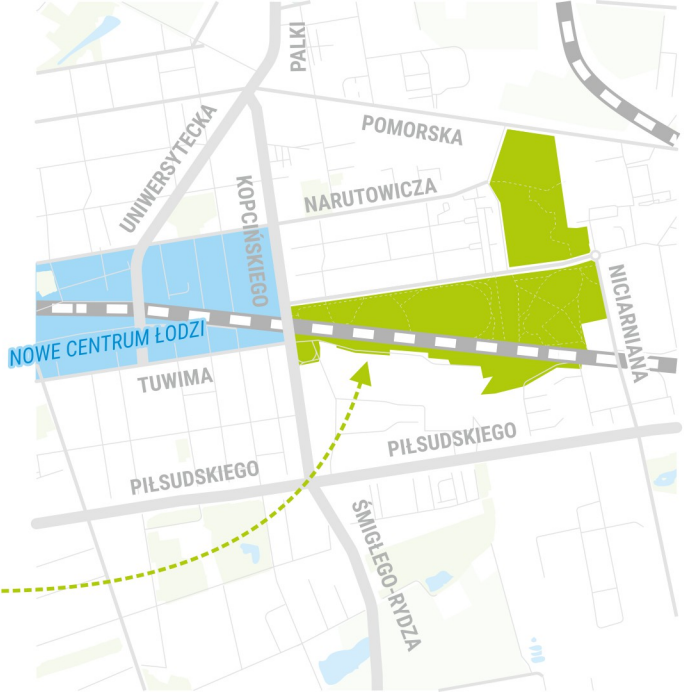 PALKI
UNIWERSYTECKA
POMORSKA
KOPCIŃSKIEGO
NARUTOWICZA
NICIARNIANA
NOWE CENTRUM ŁODZI
TUWIMA
PIŁSUDSKIEGO
PIŁSUDSKIEGO
ŚMIGŁEGO-RYDZA